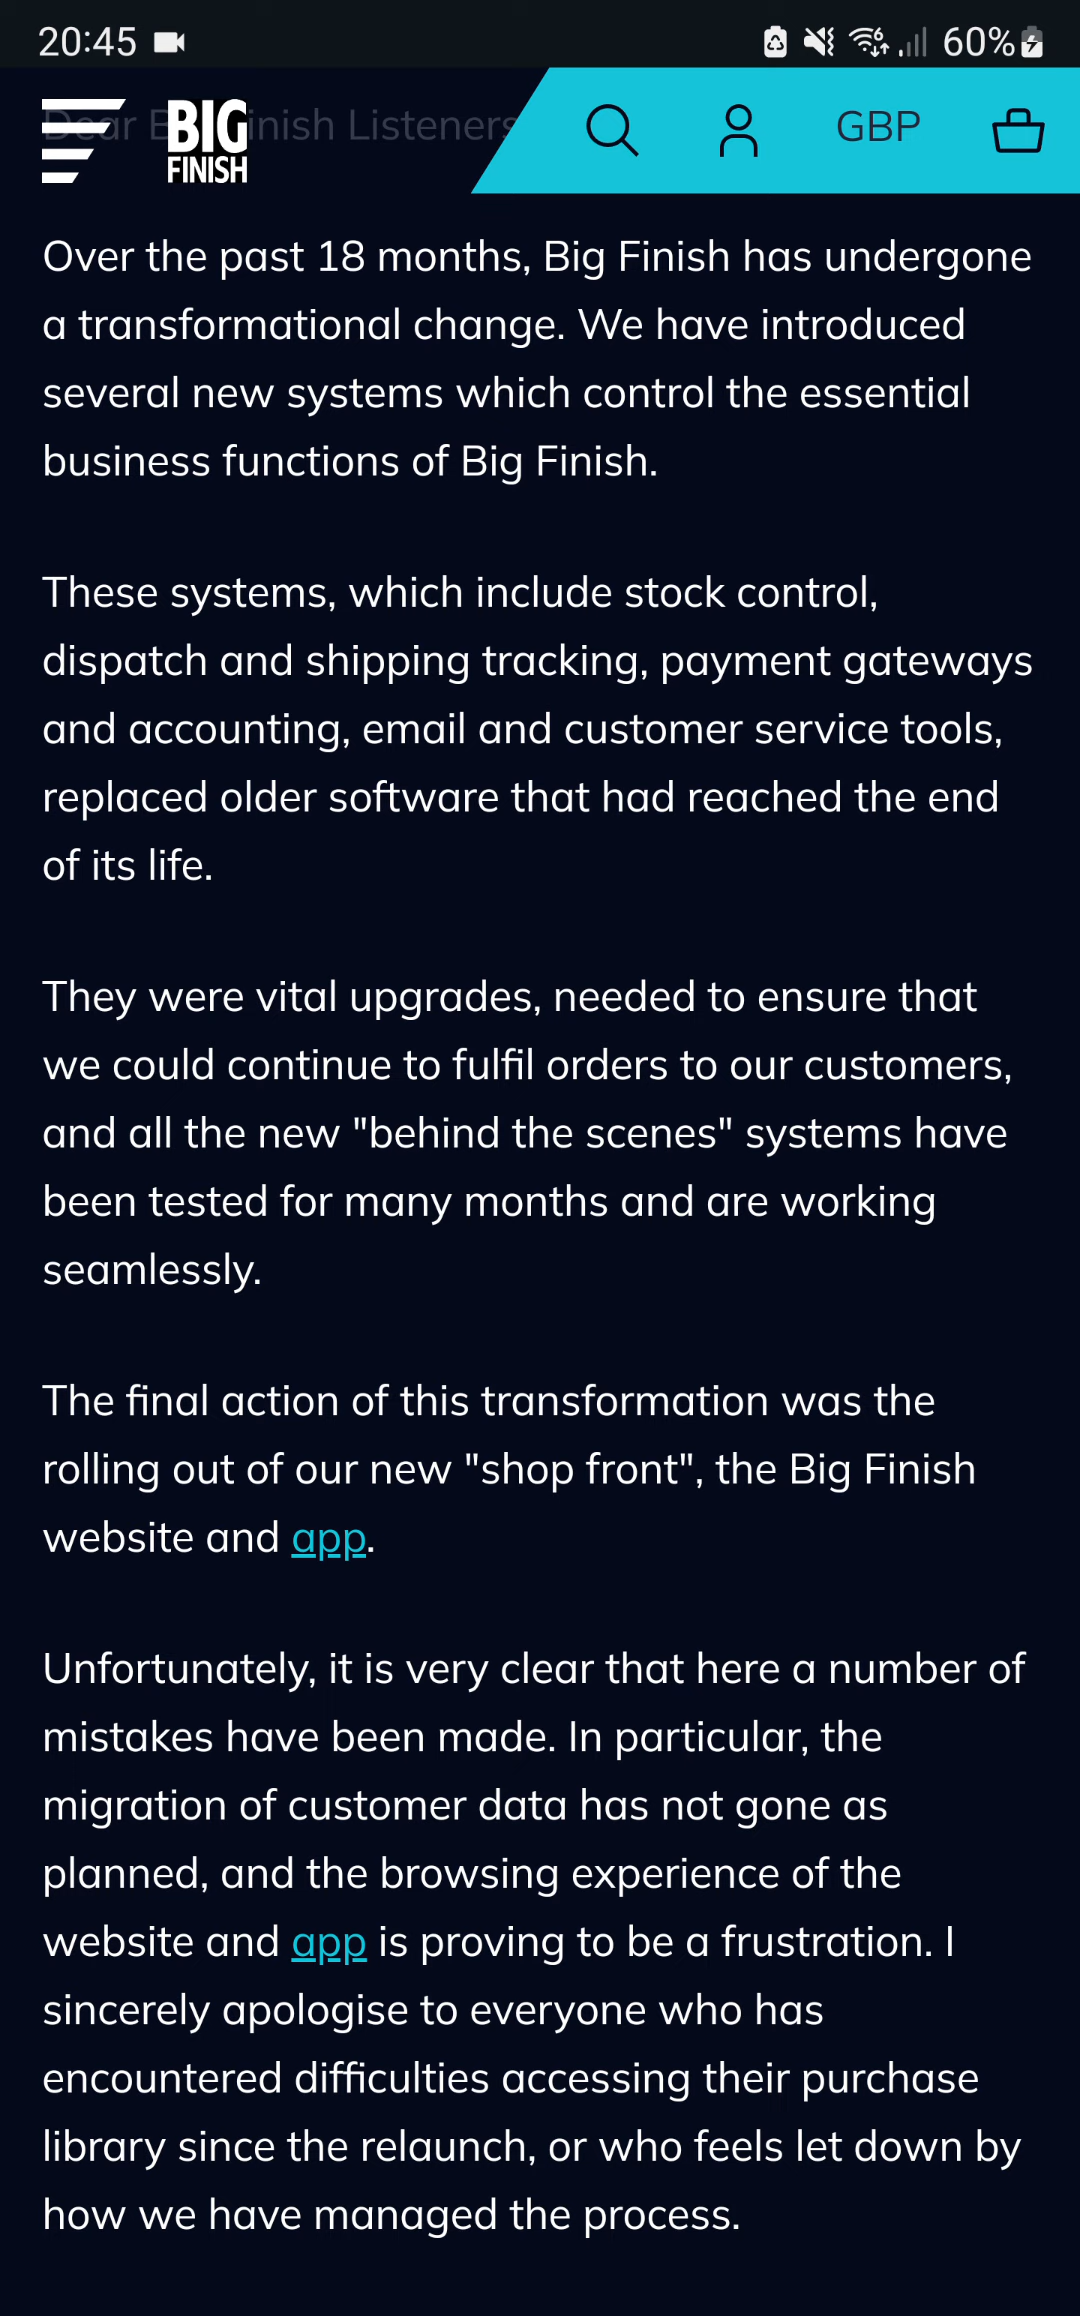 20:45 60%
Dear Big Finish Listeners
BIG
FINISH
GBP
Over the past 18 months, Big Finish has undergone
a transformational change. We have introduced
several new systems which control the essential
business functions of Big Finish.
These systems, which include stock control,
dispatch and shipping tracking, payment gateways
and accounting, email and customer service tools,
replaced older software that had reached the end
of its life.
They were vital upgrades, needed to ensure that
we could continue to fulfil orders to our customers,
and all the new "behind the scenes" systems have
been tested for many months and are working
seamlessly.
The final action of this transformation was the
rolling out of our new "shop front", the Big Finish
website and app.
Unfortunately, it is very clear that here a number of
mistakes have been made. In particular, the
migration of customer data has not gone as
planned, and the browsing experience of the
website and app is proving to be a frustration. I
sincerely apologise to everyone who has
encountered difficulties accessing their purchase
library since the relaunch, or who feels let down by
how we have managed the process.